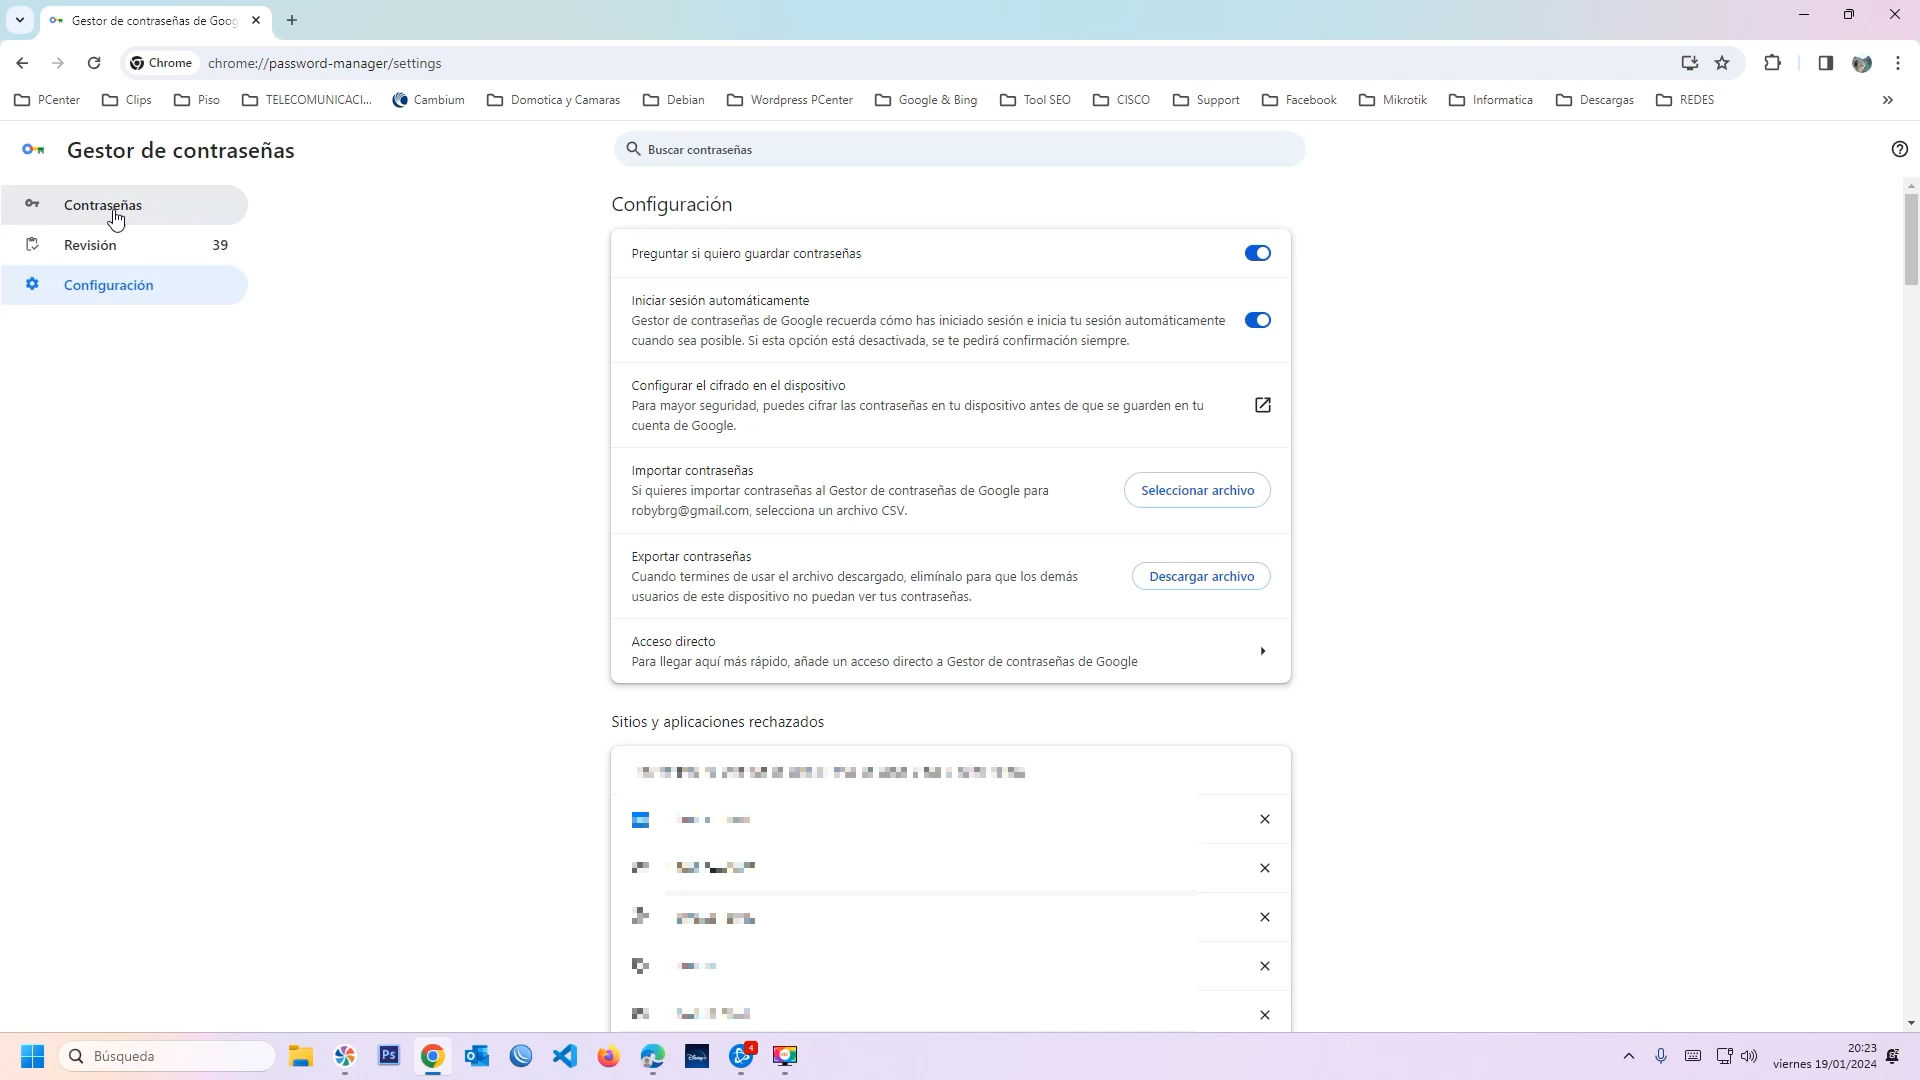 Gestor de contraseñas de Goog
Chrome
chrome://password-manager/settings
PCenter
Clips
Piso
TELECOMUNICACI...
Cambium
Domotica y Camaras
Debian
Wordpress PCenter
Google & Bing
Tool SEO
CISCO
Support
Facebook
Mikrotik
Informatica
Descargas
REDES
Gestor de contraseñas
Buscar contraseñas
Contraseñas
Revisión 39
Configuración
Configuración
Preguntar si quiero guardar contraseñas
Iniciar sesión automáticamente
Gestor de contraseñas de Google recuerda cómo has iniciado sesión e inicia tu sesión automáticamente
cuando sea posible. Si esta opción está desactivada, se te pedirá confirmación siempre.
Configurar el cifrado en el dispositivo
Para mayor seguridad, puedes cifrar las contraseñas en tu dispositivo antes de que se guarden en tu
cuenta de Google.
Importar contraseñas
Si quieres importar contraseñas al Gestor de contraseñas de Google para
robybrg@gmail.com, selecciona un archivo CSV.
Seleccionar archivo
Exportar contraseñas
Cuando termines de usar el archivo descargado, elimínalo para que los demás
usuarios de este dispositivo no puedan ver tus contraseñas.
Descargar archivo
Acceso directo
Para llegar aquí más rápido, añade un acceso directo a Gestor de contraseñas de Google
Sitios y aplicaciones rechazados
Búsqueda
Ps
Disney+
4
20:23
viernes 19/01/2024